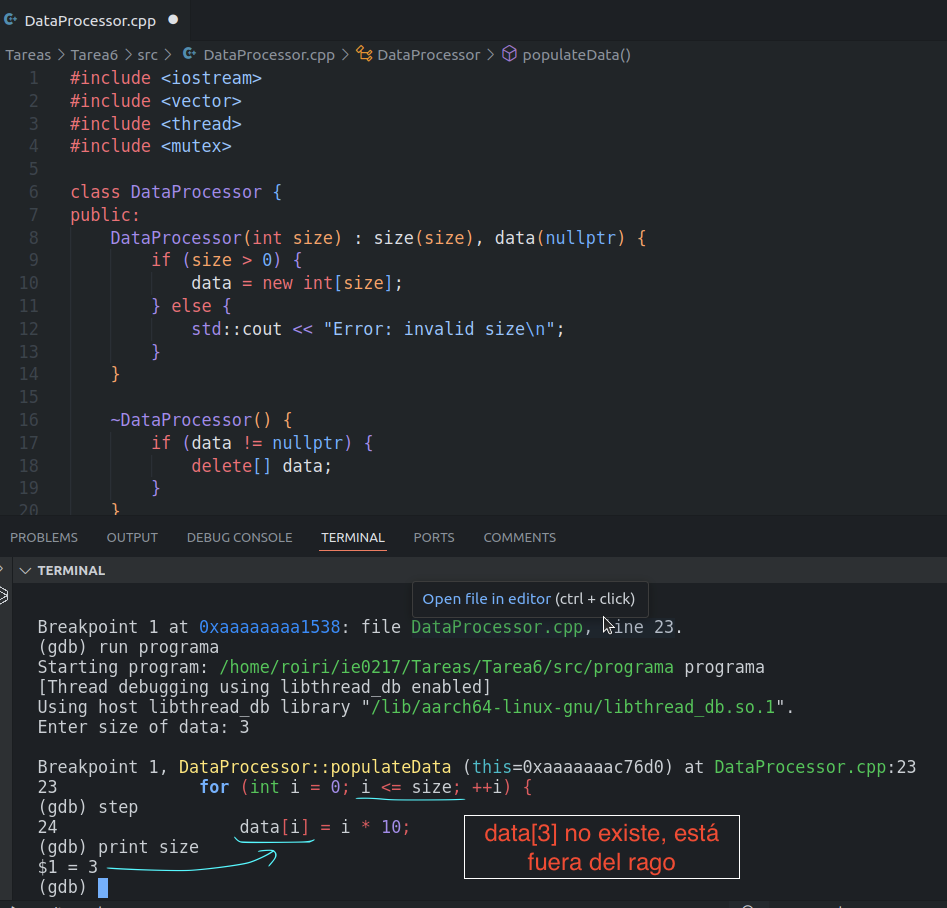 DataProcessor.cpp
Tareas > Tarea6 > src > DataProcessor.cpp > DataProcessor > populateData()
1 #include <iostream>
2 #include <vector>
3 #include <thread>
4 #include <mutex>
5
6 class DataProcessor {
7 public:
8 DataProcessor(int size) : size(size), data(nullptr) {
9 if (size > 0) {
10 data = new int[size];
11 } else {
12 std::cout << "Error: invalid size\n";
13 }
14 }
15
16 ~DataProcessor() {
17 if (data != nullptr) {
18 delete[] data;
19 }
20 }
PROBLEMS OUTPUT DEBUG CONSOLE TERMINAL PORTS COMMENTS
TERMINAL
Open file in editor (ctrl + click)
Breakpoint 1 at 0xaaaaaaaa1538: file DataProcessor.cpp, line 23.
(gdb) run programa
Starting program: /home/roiri/ie0217/Tareas/Tarea6/src/programa programa
[Thread debugging using libthread_db enabled]
Using host libthread_db library "/lib/aarch64-linux-gnu/libthread_db.so.1".
Enter size of data: 3
Breakpoint 1, DataProcessor::populateData (this=0xaaaaaaac76d0) at DataProcessor.cpp:23
23 for (int i = 0; i <= size; ++i) {
(gdb) step
24 data[i] = i * 10;
(gdb) print size
$1 = 3
(gdb)
data[3] no existe, está
fuera del rago